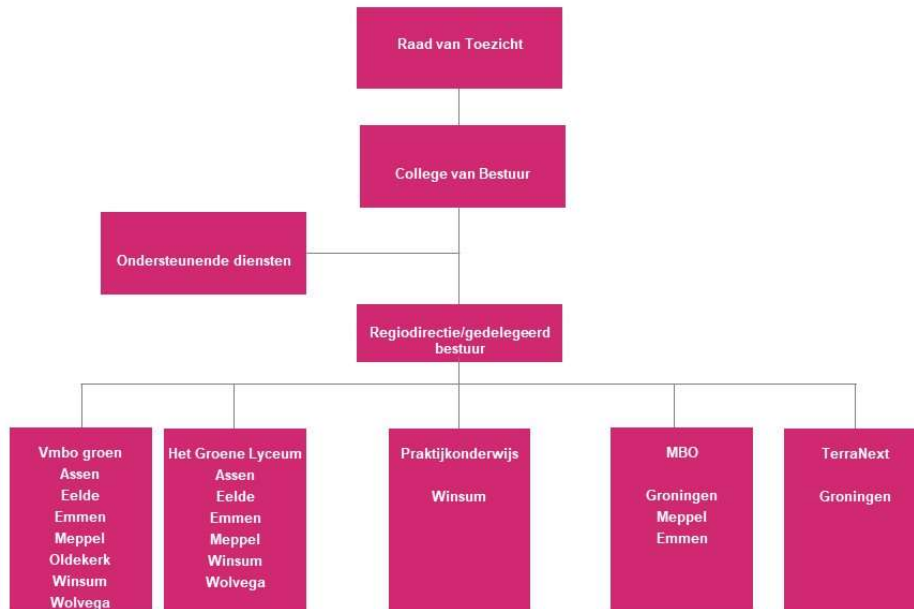 Raad van Toezicht
College van Bestuur
Ondersteunende diensten
Regiodirectie/gedelegeerd
bestuur
Vmbo groen
Assen
Eelde
Emmen
Meppel
Oldekerk
Winsum
Wolvega
Het Groene Lyceum
Assen
Eelde
Emmen
Meppel
Winsum
Wolvega
Praktijkonderwijs
Winsum
MBO
Groningen
Meppel
Emmen
TerraNext
Groningen